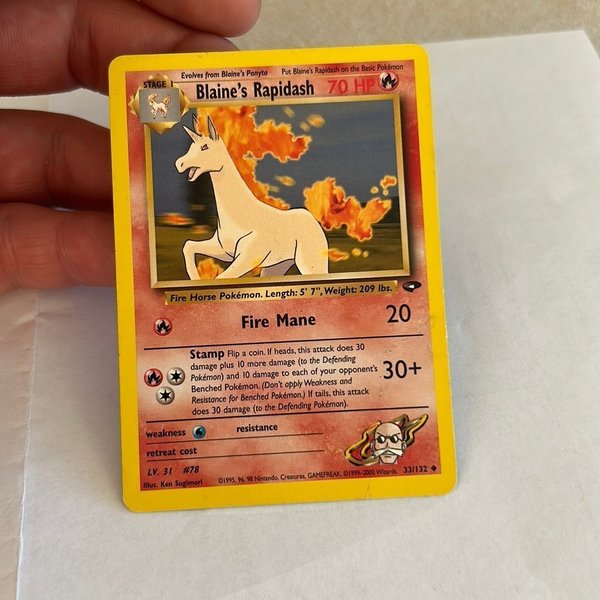 Evolves from Blaine's Ponyta Put Blaine's Rapidash on the Basic Pokémon
STAGE 1
Blaine's Rapidash 70 HP
Fire Horse Pokémon. Length: 5' 7", Weight: 209 lbs.
Fire Mane 20
Stamp Flip a coin. If heads, this attack does 30
damage plus 10 more damage (to the Defending
Pokémon) and 10 damage to each of your opponent's
Benched Pokémon. (Don't apply Weakness and
Resistance for Benched Pokémon.) If tails, this attack
does 30 damage (to the Defending Pokémon).
30+
weakness resistance
retreat cost
LV. 31 #78
Illus. Ken Sugimori ©1995, 96, 98 Nintendo, Creatures, GAMEFREAK. ©1999-2000 Wizards. 33/132